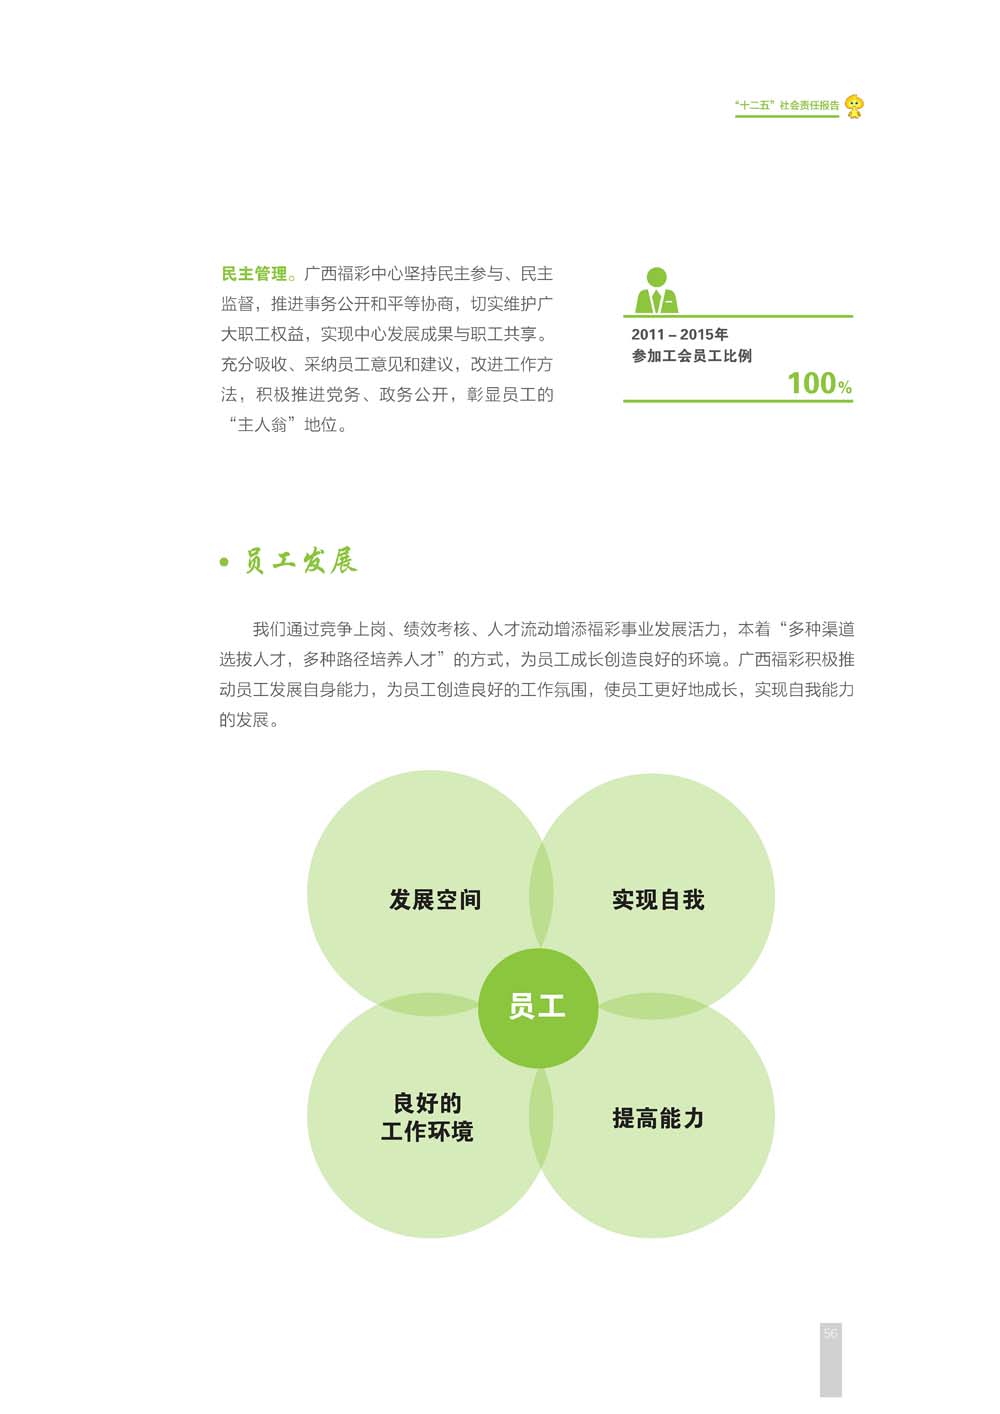 “十二五”社会责任报告
民主管理。广西福彩中心坚持民主参与、民主
监督，推进事务公开和平等协商，切实维护广
大职工权益，实现中心发展成果与职工共享。
充分吸收、采纳员工意见和建议，改进工作方
法，积极推进党务、政务公开，彰显员工的
“主人翁”地位。
2011－2015年
参加工会员工比例
100%
• 员工发展
我们通过竞争上岗、绩效考核、人才流动增添福彩事业发展活力，本着“多种渠道
选拔人才，多种路径培养人才”的方式，为员工成长创造良好的环境。广西福彩积极推
动员工发展自身能力，为员工创造良好的工作氛围，使员工更好地成长，实现自我能力
的发展。
发展空间
实现自我
员工
良好的
工作环境
提高能力
56